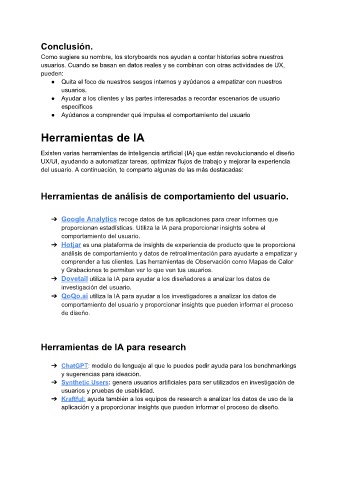 Conclusión.
Como sugiere su nombre, los storyboards nos ayudan a contar historias sobre nuestros
usuarios. Cuando se basan en datos reales y se combinan con otras actividades de UX,
pueden:
● Quita el foco de nuestros sesgos internos y ayúdanos a empatizar con nuestros
usuarios.
● Ayudar a los clientes y las partes interesadas a recordar escenarios de usuario
específicos
● Ayúdanos a comprender qué impulsa el comportamiento del usuario
Herramientas de IA
Existen varias herramientas de inteligencia artificial (IA) que están revolucionando el diseño
UX/UI, ayudando a automatizar tareas, optimizar flujos de trabajo y mejorar la experiencia
del usuario. A continuación, te comparto algunas de las más destacadas:
Herramientas de análisis de comportamiento del usuario.
➔ Google Analytics recoge datos de tus aplicaciones para crear informes que
proporcionan estadísticas. Utiliza la IA para proporcionar insights sobre el
comportamiento del usuario.
➔ Hotjar es una plataforma de insights de experiencia de producto que te proporciona
análisis de comportamiento y datos de retroalimentación para ayudarte a empatizar y
comprender a tus clientes. Las herramientas de Observación como Mapas de Calor
y Grabaciones te permiten ver lo que ven tus usuarios.
➔ Dovetail utiliza la IA para ayudar a los diseñadores a analizar los datos de
investigación del usuario.
➔ QoQo.ai utiliza la IA para ayudar a los investigadores a analizar los datos de
comportamiento del usuario y proporcionar insights que pueden informar el proceso
de diseño.
Herramientas de IA para research
➔ ChatGPT: modelo de lenguaje al que le puedes pedir ayuda para los benchmarkings
y sugerencias para ideación.
➔ Synthetic Users: genera usuarios artificiales para ser utilizados en investigación de
usuarios y pruebas de usabilidad.
➔ Kraftful: ayuda también a los equipos de research a analizar los datos de uso de la
aplicación y a proporcionar insights que pueden informar el proceso de diseño.